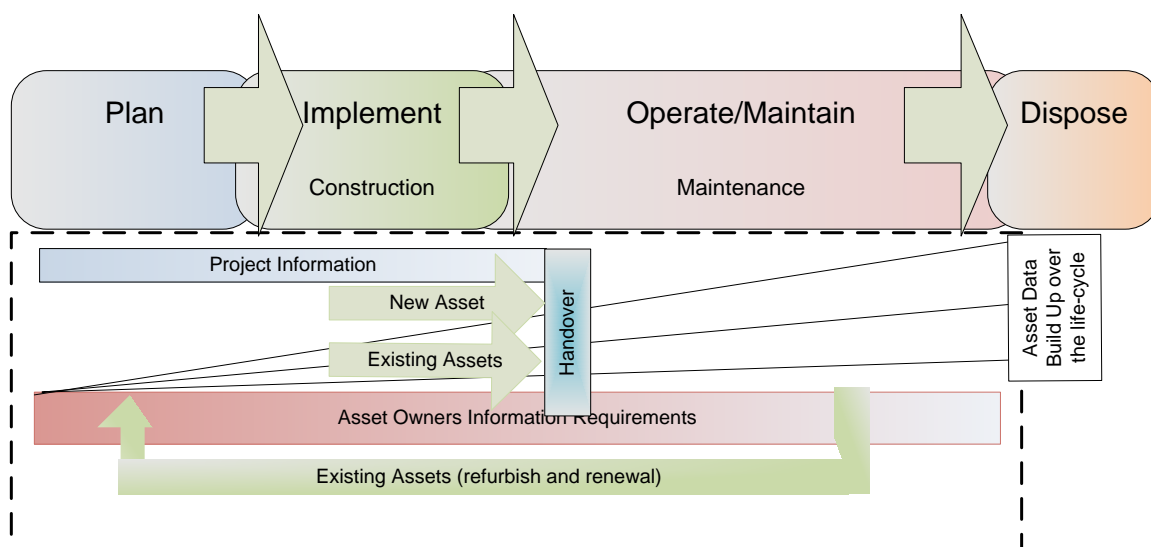 Plan
Implement
Operate/Maintain
Dispose
Construction
Maintenance
Project Information
New Asset
Existing Assets
Handover
Asset Data
Build Up over
the life-cycle
Asset Owners Information Requirements
Existing Assets (refurbish and renewal)